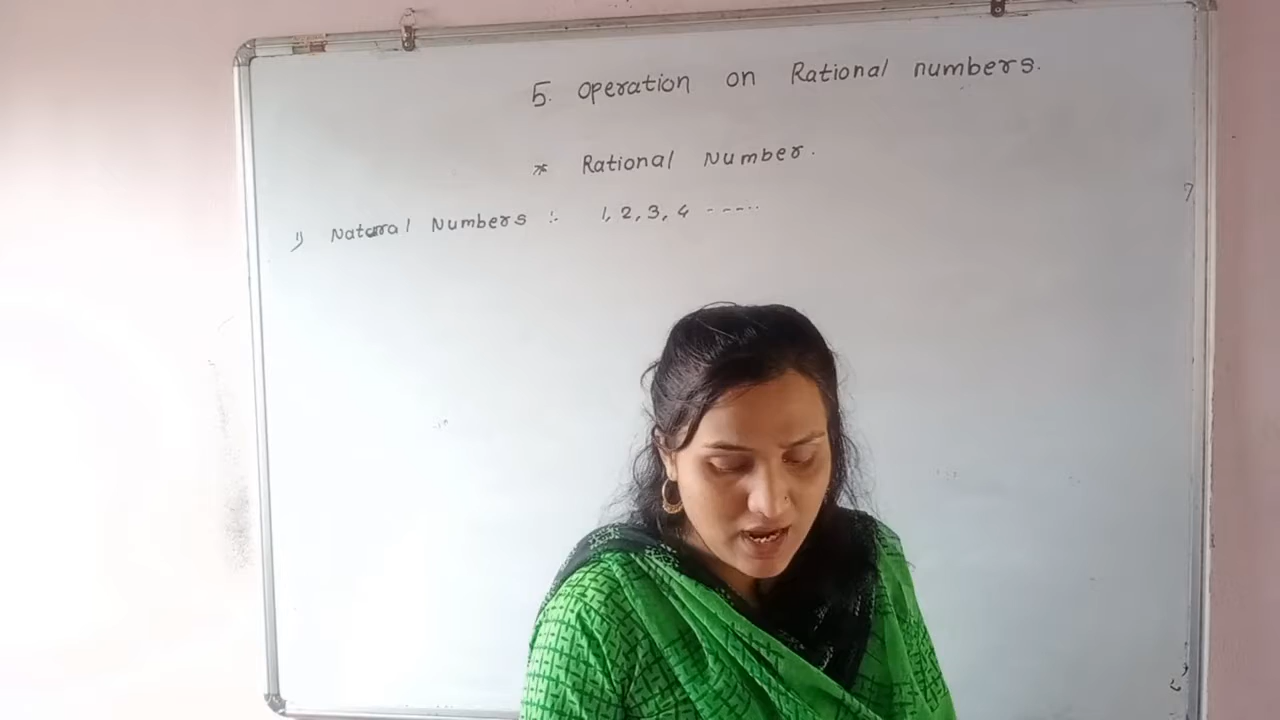 5. Operation on Rational numbers.
* Rational Number.
1) Natural Numbers :- 1, 2, 3, 4 -----